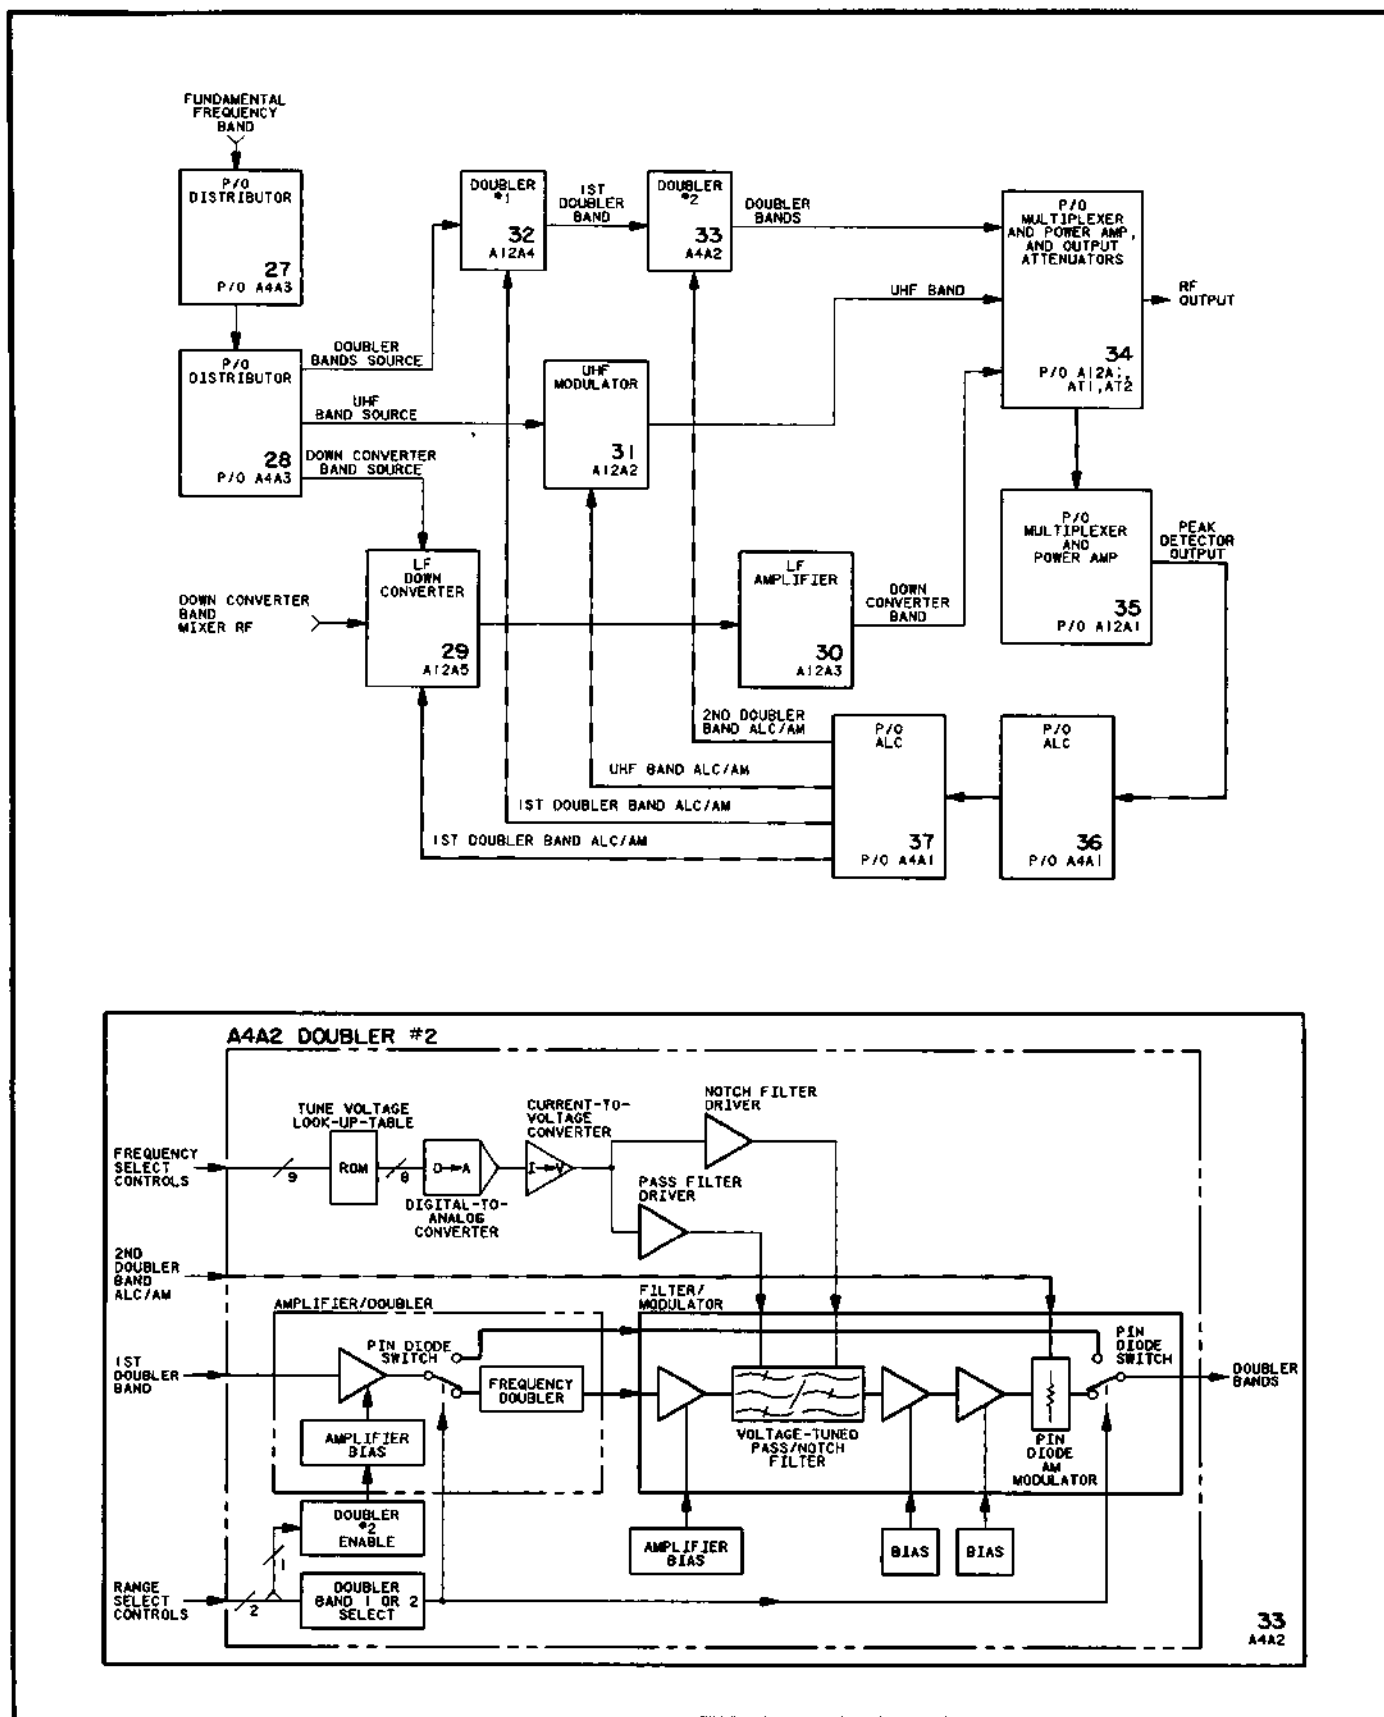 FUNDAMENTAL
FREQUENCY
BAND
P/O
DISTRIBUTOR
27
P/O A4A3
P/O
DISTRIBUTOR
28
P/O A4A3
DOUBLER
BANDS SOURCE
UHF
BAND SOURCE
DOWN CONVERTER
BAND SOURCE
DOUBLER
#1
32
A12A4
1ST
DOUBLER
BAND
DOUBLER
#2
33
A4A2
DOUBLER
BANDS
P/O
MULTIPLEXER
AND POWER AMP,
AND OUTPUT
ATTENUATORS
34
P/O A12A1,
AT1,AT2
RF
OUTPUT
UHF BAND
UHF
MODULATOR
31
A12A2
DOWN CONVERTER
BAND
MIXER RF
LF
DOWN
CONVERTER
29
A12A5
LF
AMPLIFIER
30
A12A3
DOWN
CONVERTER
BAND
P/O
MULTIPLEXER
AND
POWER AMP
35
P/O A12A1
PEAK
DETECTOR
OUTPUT
2ND DOUBLER
BAND ALC/AM
UHF BAND ALC/AM
1ST DOUBLER BAND ALC/AM
1ST DOUBLER BAND ALC/AM
P/O
ALC
37
P/O A4A1
P/O
ALC
36
P/O A4A1
A4A2 DOUBLER #2
FREQUENCY
SELECT
CONTROLS
9
TUNE VOLTAGE
LOOK-UP-TABLE
ROM
8
D→A
DIGITAL-TO-
ANALOG
CONVERTER
CURRENT-TO-
VOLTAGE
CONVERTER
I→V
NOTCH FILTER
DRIVER
PASS FILTER
DRIVER
2ND
DOUBLER
BAND
ALC/AM
AMPLIFIER/DOUBLER
FILTER/
MODULATOR
1ST
DOUBLER
BAND
PIN DIODE
SWITCH
FREQUENCY
DOUBLER
AMPLIFIER
BIAS
VOLTAGE-TUNED
PASS/NOTCH
FILTER
PIN
DIODE
AM
MODULATOR
PIN
DIODE
SWITCH
DOUBLER
BANDS
DOUBLER
#2
ENABLE
1
AMPLIFIER
BIAS
BIAS
BIAS
RANGE
SELECT
CONTROLS
2
DOUBLER
BAND 1 OR 2
SELECT
33
A4A2